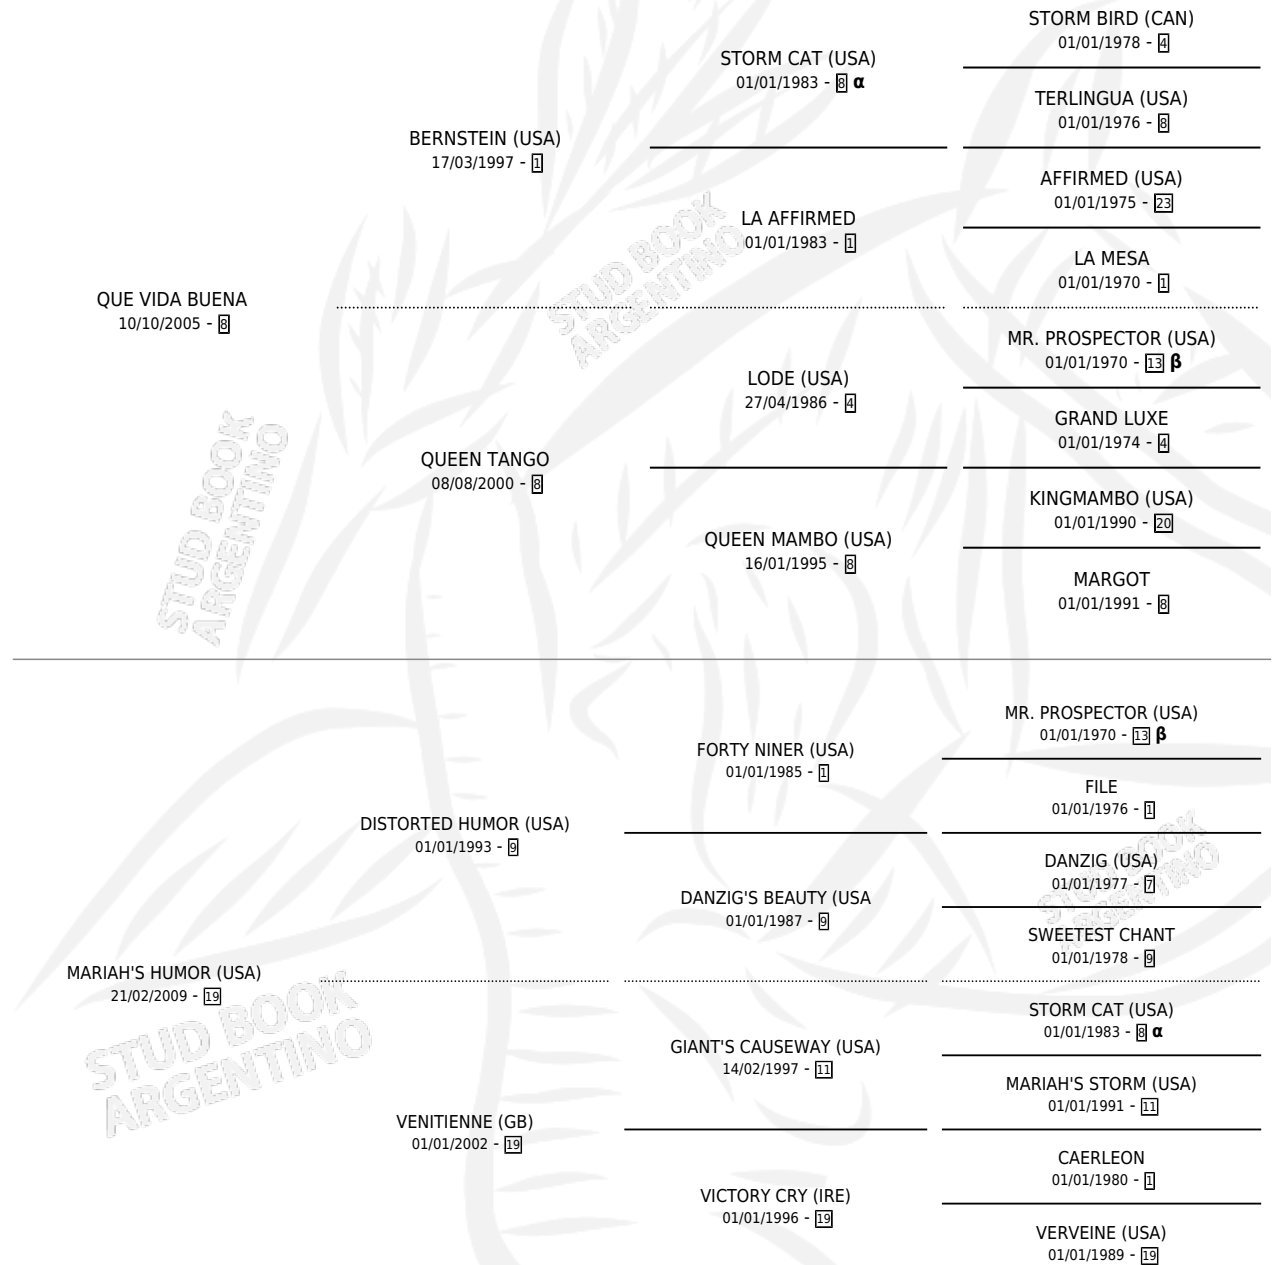 STORM BIRD (CAN)
01/01/1978 - 4
STORM CAT (USA)
01/01/1983 - 8 α
TERLINGUA (USA)
01/01/1976 - 8
BERNSTEIN (USA)
17/03/1997 - 1
AFFIRMED (USA)
01/01/1975 - 23
LA AFFIRMED
01/01/1983 - 1
LA MESA
01/01/1970 - 1
QUE VIDA BUENA
10/10/2005 - 8
MR. PROSPECTOR (USA)
01/01/1970 - 13 β
LODE (USA)
27/04/1986 - 4
GRAND LUXE
01/01/1974 - 4
QUEEN TANGO
08/08/2000 - 8
KINGMAMBO (USA)
01/01/1990 - 20
QUEEN MAMBO (USA)
16/01/1995 - 8
MARGOT
01/01/1991 - 8
MR. PROSPECTOR (USA)
01/01/1970 - 13 β
FORTY NINER (USA)
01/01/1985 - 1
FILE
01/01/1976 - 1
DISTORTED HUMOR (USA)
01/01/1993 - 9
DANZIG (USA)
01/01/1977 - 7
DANZIG'S BEAUTY (USA
01/01/1987 - 9
SWEETEST CHANT
01/01/1978 - 9
MARIAH'S HUMOR (USA)
21/02/2009 - 19
STORM CAT (USA)
01/01/1983 - 8 α
GIANT'S CAUSEWAY (USA)
14/02/1997 - 11
MARIAH'S STORM (USA)
01/01/1991 - 11
VENITIENNE (GB)
01/01/2002 - 19
CAERLEON
01/01/1980 - 1
VICTORY CRY (IRE)
01/01/1996 - 19
VERVEINE (USA)
01/01/1989 - 19
STUD BOOK
ARGENTINO
STUD BOOK
ARGENTINO
STUD BOOK
ARGENTINO
STUD BOOK
ARGENTINO